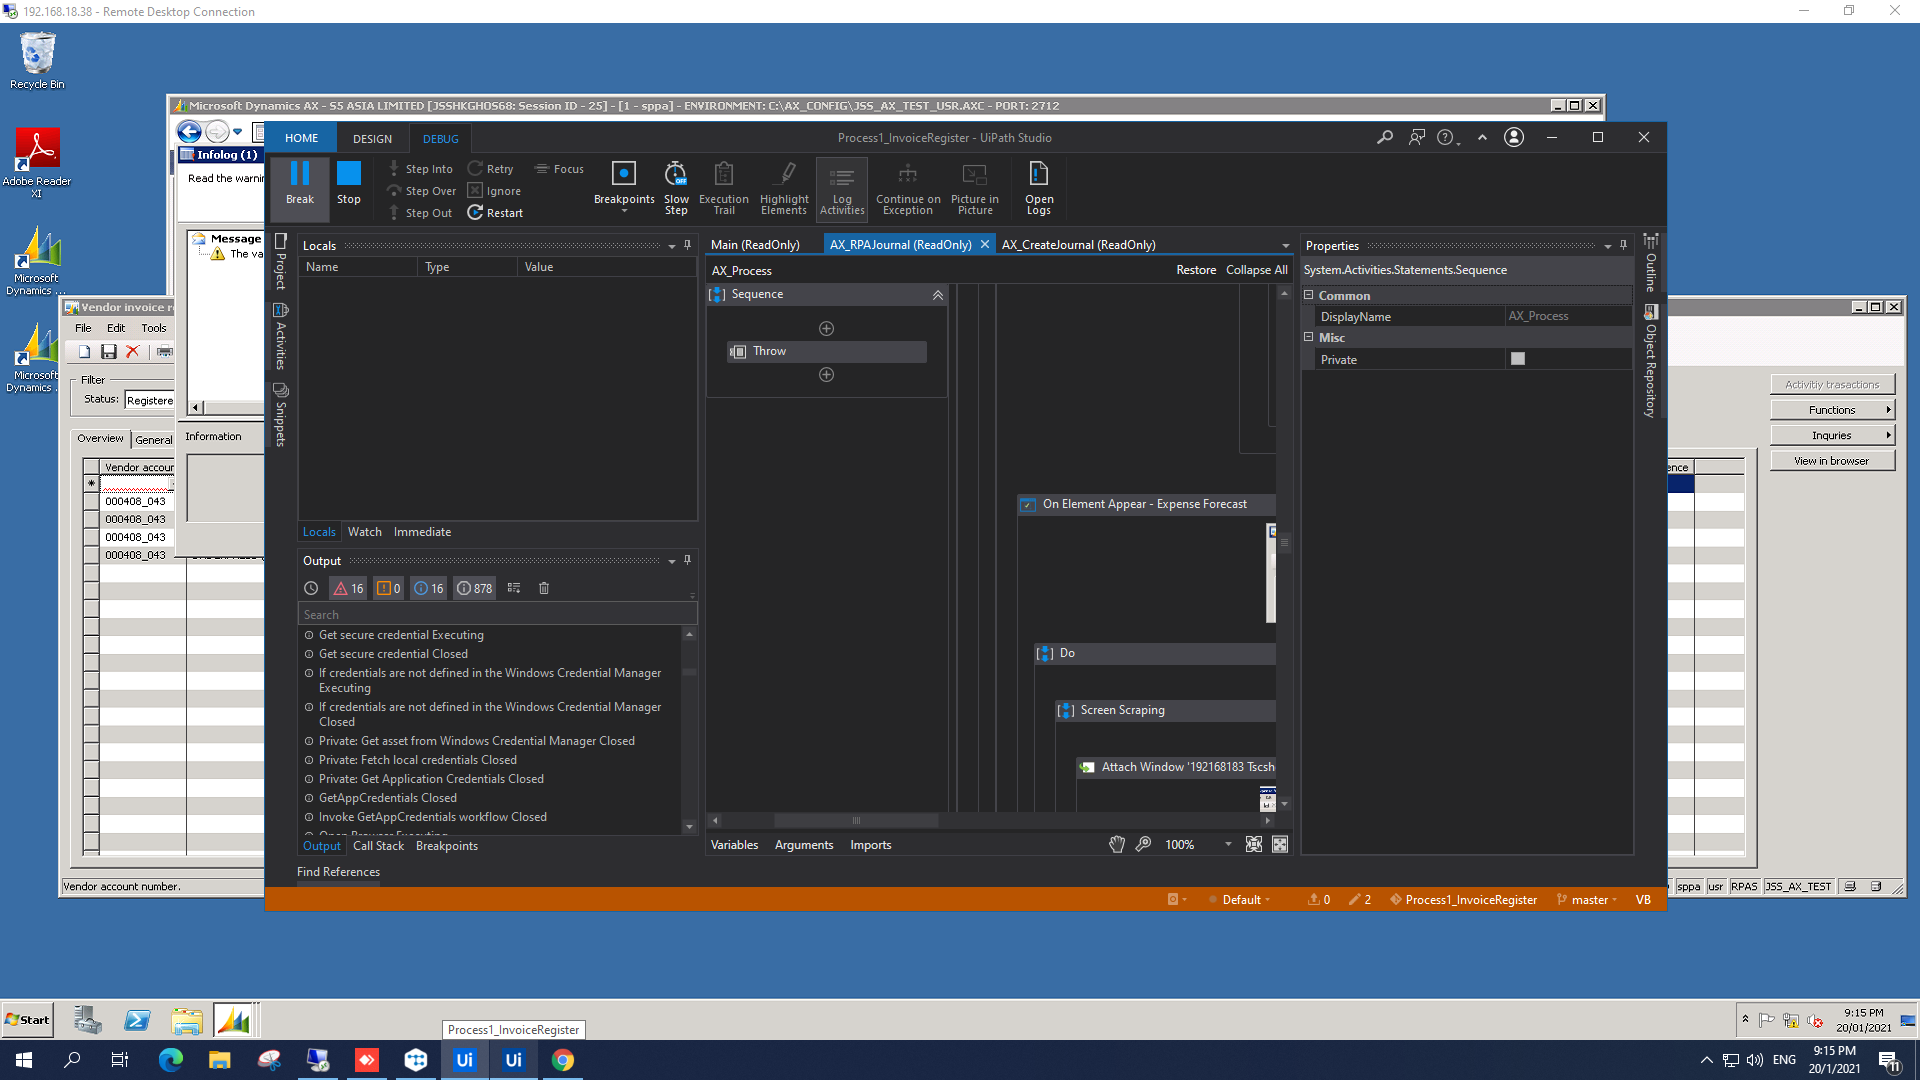 192.168.18.38 - Remote Desktop Connection
Recycle Bin
Adobe Reader
XI
Microsoft
Dynamics ...
Microsoft
Dynamics ...
Microsoft Dynamics AX - S5 ASIA LIMITED [JSSHKGHOS68: Session ID - 25] - [1 - sppa] - ENVIRONMENT: C:\AX_CONFIG\JSS_AX_TEST_USR.AXC - PORT: 2712
Infolog (1)
Read the warnin
Message
The va
Information
Vendor invoice r
File Edit Tools
Filter
Status: Registere
Overview General
Vendor accour
000408_043
000408_043
000408_043
000408_043
Vendor account number.
HOME DESIGN DEBUG
Process1_InvoiceRegister - UiPath Studio
Break
Stop
Step Into
Step Over
Step Out
Retry
Ignore
Restart
Focus
Breakpoints
Slow
Step
OFF
Execution
Trail
Highlight
Elements
Log
Activities
Continue on
Exception
Picture in
Picture
Open
Logs
Project
Activities
Snippets
Locals
Name Type Value
Locals Watch Immediate
Output
16 0 16 878
Search
Get secure credential Executing
Get secure credential Closed
If credentials are not defined in the Windows Credential Manager
Executing
If credentials are not defined in the Windows Credential Manager
Closed
Private: Get asset from Windows Credential Manager Closed
Private: Fetch local credentials Closed
Private: Get Application Credentials Closed
GetAppCredentials Closed
Invoke GetAppCredentials workflow Closed
Open Browser Executing
Output Call Stack Breakpoints
Find References
Main (ReadOnly) AX_RPAJournal (ReadOnly) AX_CreateJournal (ReadOnly)
AX_Process Restore Collapse All
Sequence
Throw
On Element Appear - Expense Forecast
Do
Screen Scraping
Attach Window '192168183 Tscsh
Variables Arguments Imports 100%
Properties
System.Activities.Statements.Sequence
Common
DisplayName AX_Process
Misc
Private
Outline
Object Repository
Default 0 2 Process1_InvoiceRegister master VB
Activitiy trasactions
Functions
Inquries
View in browser
ence
sppa usr RPAS JSS_AX_TEST
Start
9:15 PM
20/01/2021
Process1_InvoiceRegister
Ui Ui
ENG
9:15 PM
20/1/2021
11